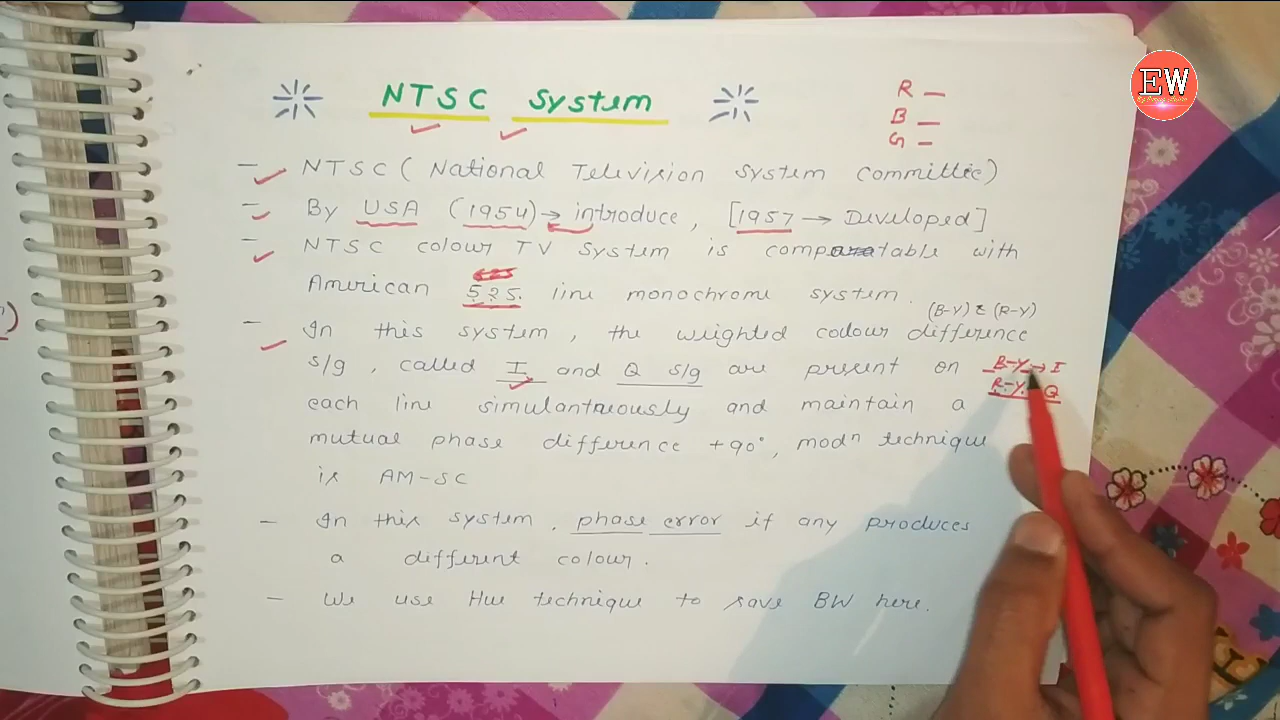 EW
NTSC System
R —
B —
G —
— NTSC ( National Television System committie)
— By USA (1954) → introduce, [1957 → Developed]
— NTSC colour TV System is compatable with
American 525. line monochrome system.
(B-Y) & (R-Y)
— In this system, the weighted colour difference
s/g, called I and Q s/g are present on
B-Y → I
R-Y Q
each line simulantneously and maintain a
mutual phase difference +90°, modⁿ technique
is AM-SC
— In this system, phase error if any produces
a different colour.
— We use Hue technique to save BW here.